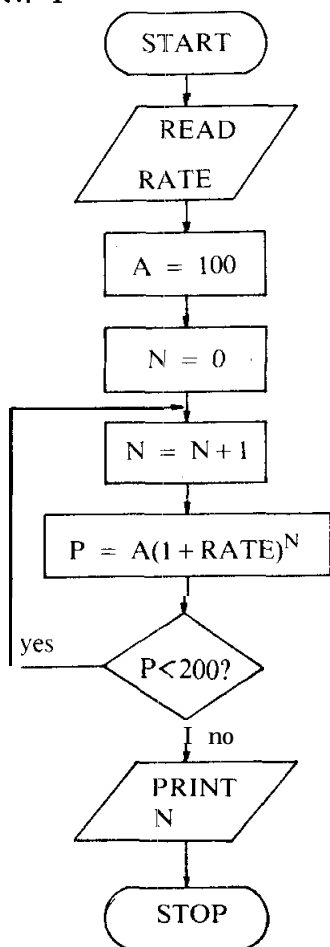 START
READ
RATE
A = 100
N = 0
N = N+1
P = A(1+RATE)^N
yes
P<200?
no
PRINT
N
STOP